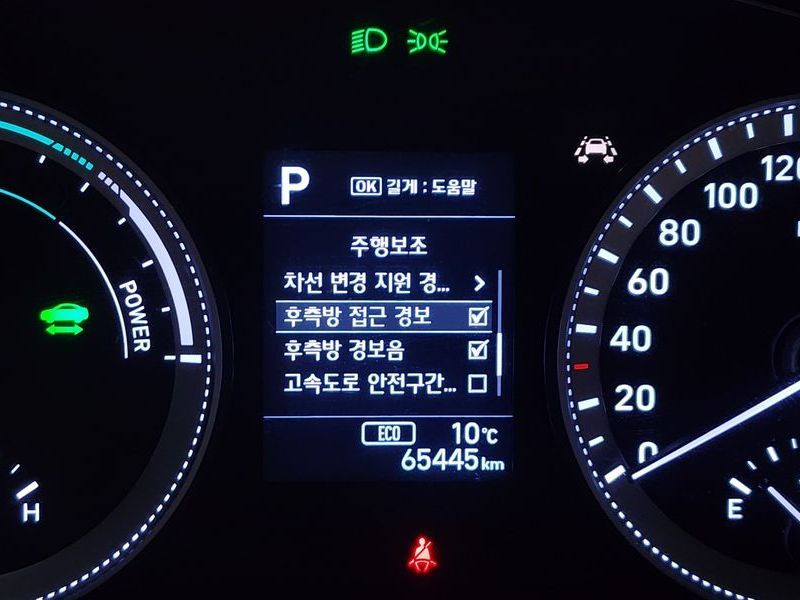 P
OK 길게 : 도움말
주행보조
차선 변경 지원 경...
후측방 접근 경보
후측방 경보음
고속도로 안전구간...
ECO 10℃
65445km
POWER
H
120
100
80
60
40
20
0
E